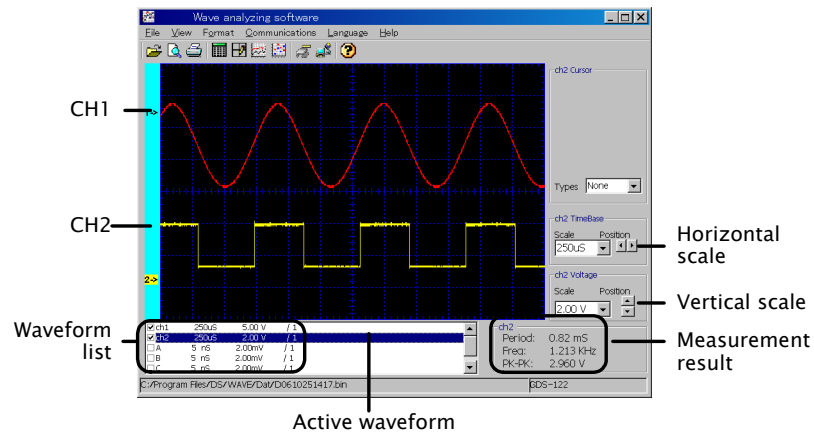 Wave analyzing software
File View Format Communications Language Help
ch2 Cursor
CH1
1->
Types None
CH2
ch2 TimeBase
Scale Position
250uS
Horizontal
scale
2->
ch2 Voltage
Scale Position
2.00 V
Vertical scale
Waveform
list
ch1 250uS 5.00 V / 1
ch2 250uS 2.00 V / 1
A 5 nS 2.00mV / 1
B 5 nS 2.00mV / 1
C 5 nS 2.00mV / 1
ch2
Period: 0.82 mS
Freq: 1.213 KHz
PK-PK: 2.960 V
Measurement
result
C:/Program Files/DS/WAVE/Dat/D0610251417.bin
GDS-122
Active waveform